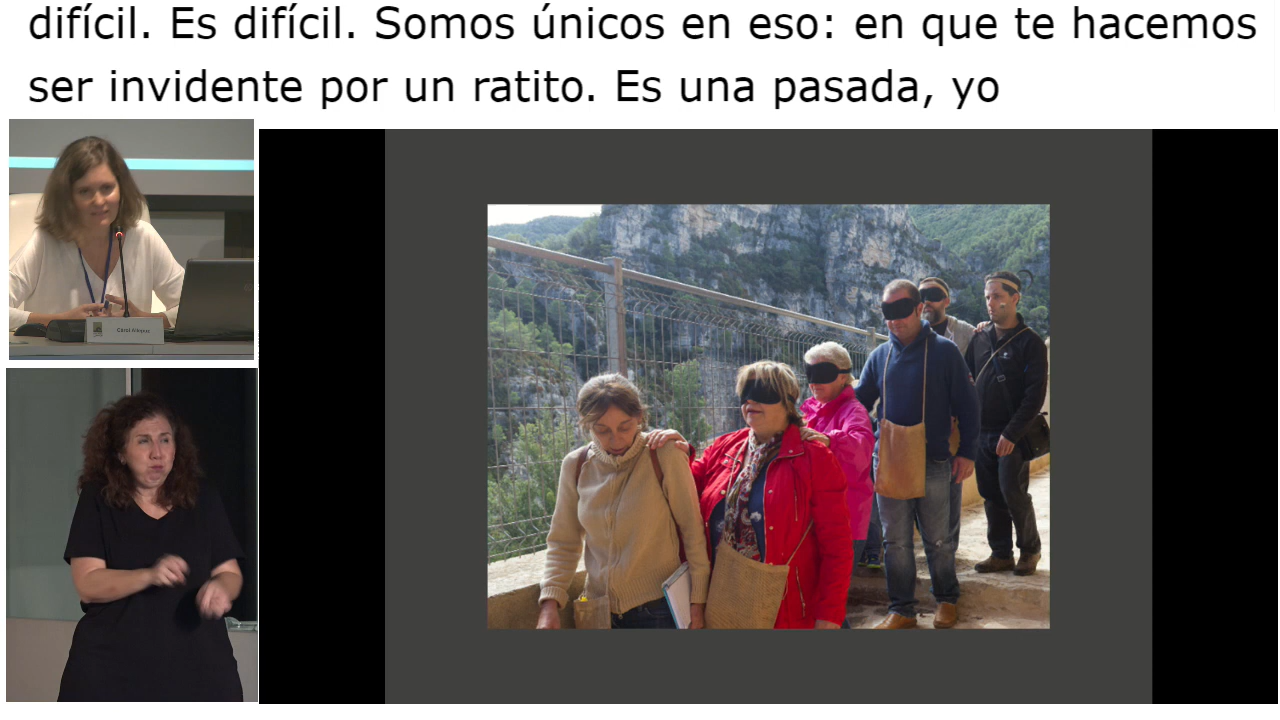 difícil. Es difícil. Somos únicos en eso: en que te hacemos
ser invidente por un ratito. Es una pasada, yo